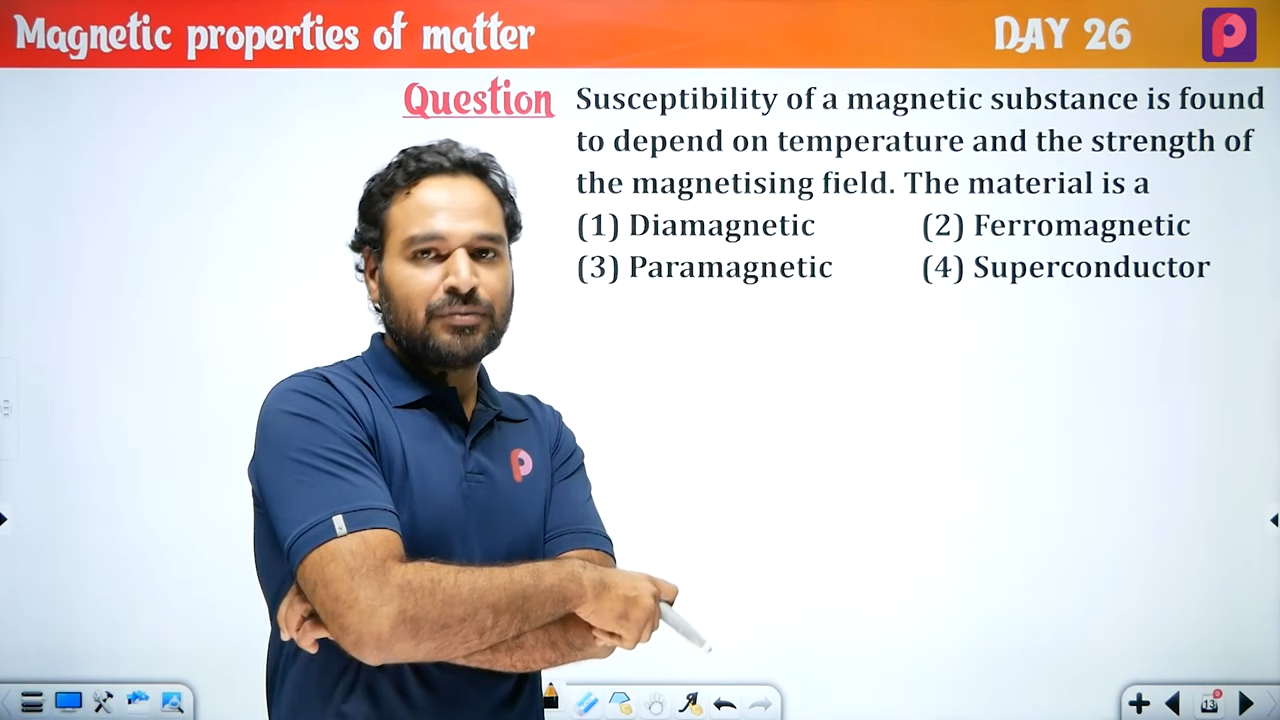 Magnetic properties of matter
DAY 26
Question
Susceptibility of a magnetic substance is found
to depend on temperature and the strength of
the magnetising field. The material is a
(1) Diamagnetic (2) Ferromagnetic
(3) Paramagnetic (4) Superconductor
13